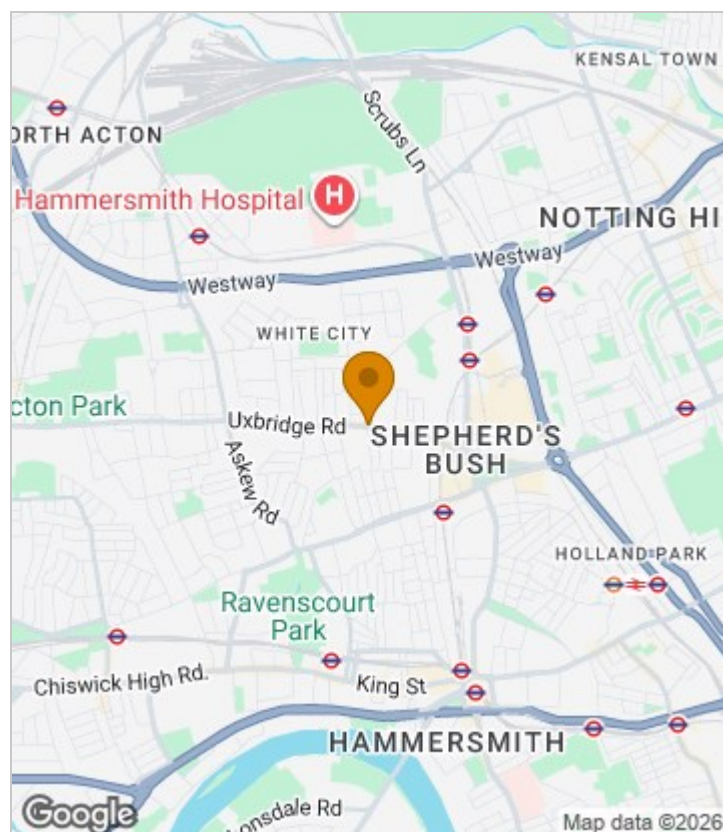 KENSAL TOWN
ORTH ACTON
Scrubs Ln
Hammersmith Hospital
H
NOTTING HI
Westway
Westway
WHITE CITY
cton Park
Uxbridge Rd
SHEPHERD'S
BUSH
Askew Rd
HOLLAND PARK
Ravenscourt
Park
Chiswick High Rd.
King St
HAMMERSMITH
onsdale Rd
Google
Map data ©2026